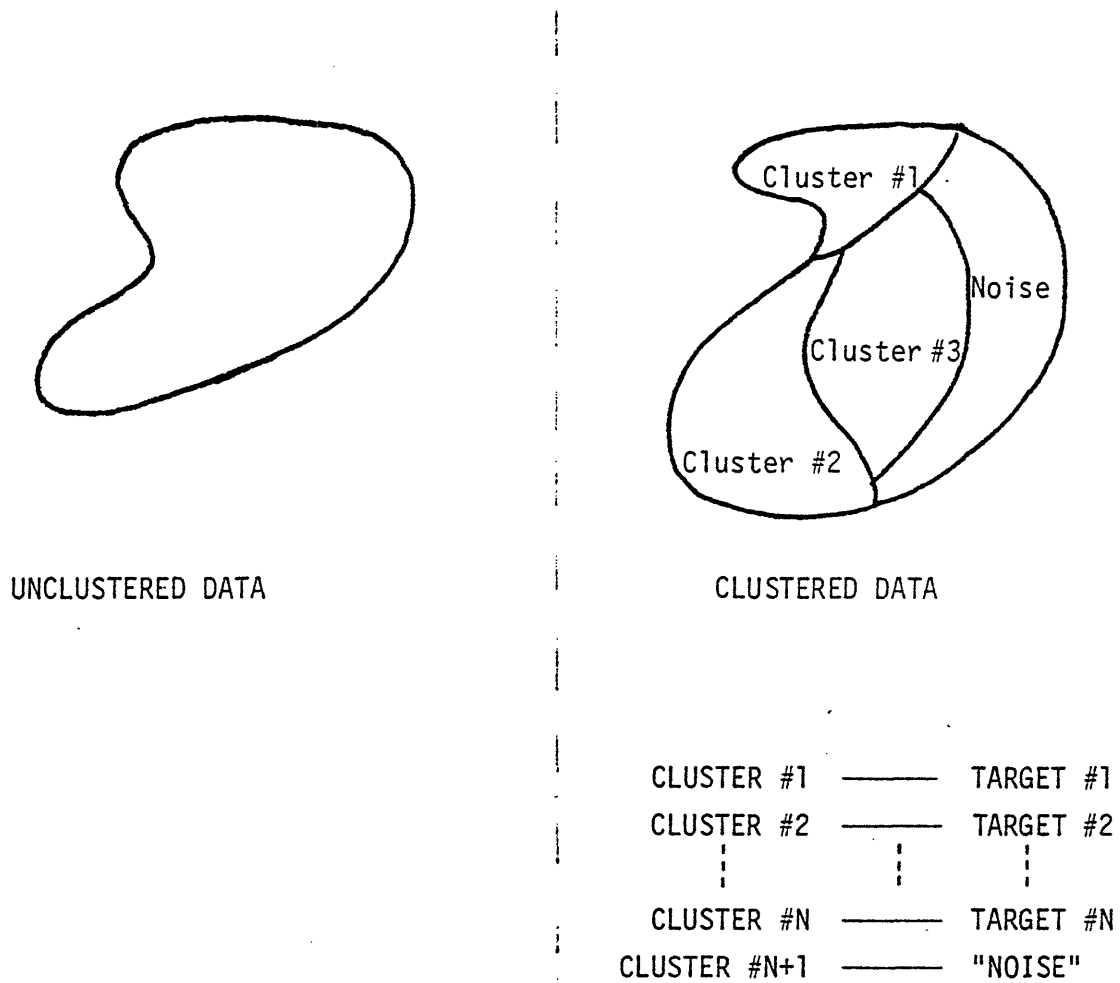 Cluster #1
Noise
Cluster #3
Cluster #2
UNCLUSTERED DATA
CLUSTERED DATA
CLUSTER #1 TARGET #1
CLUSTER #2 TARGET #2
CLUSTER #N TARGET #N
CLUSTER #N+1 "NOISE"